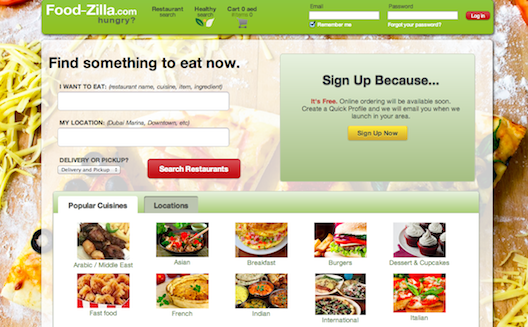 Food-Zilla.com
hungry?
Restaurant
search
Healthy
search
Cart 0 aed
Items 0
Email
Password
Log in
Remember me
Forgot your password?
Find something to eat now.
I WANT TO EAT: (restaurant name, cuisine, item, ingredient)
MY LOCATION: (Dubai Marina, Downtown, etc)
DELIVERY OR PICKUP?
Delivery and Pickup
Search Restaurants
Sign Up Because...
It's Free. Online ordering will be available soon.
Create a Quick Profile and we will email you when we
launch in your area.
Sign Up Now
Popular Cuisines
Locations
Arabic / Middle East
Asian
Breakfast
Burgers
Dessert & Cupcakes
Fast food
French
Indian
International
Italian